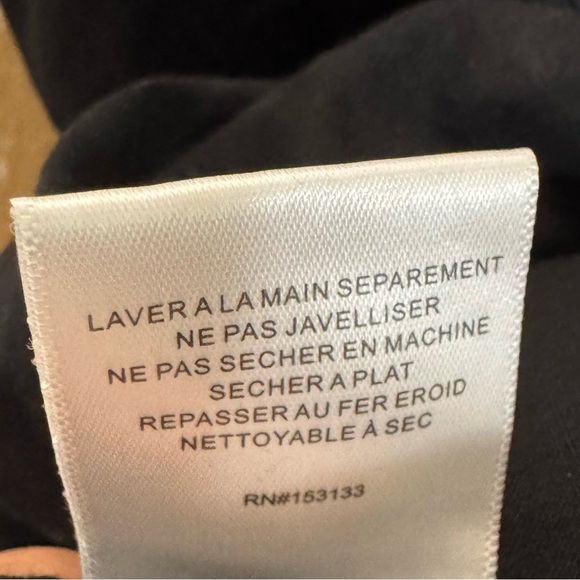 LAVER A LA MAIN SEPAREMENT
NE PAS JAVELLISER
NE PAS SECHER EN MACHINE
SECHER A PLAT
REPASSER AU FER EROID
NETTOYABLE À SEC
RN#153133